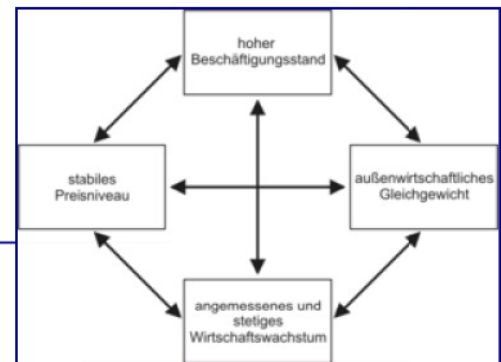 hoher
Beschäftigungsstand
stabiles
Preisniveau
außenwirtschaftliches
Gleichgewicht
angemessenes und
stetiges
Wirtschaftswachstum